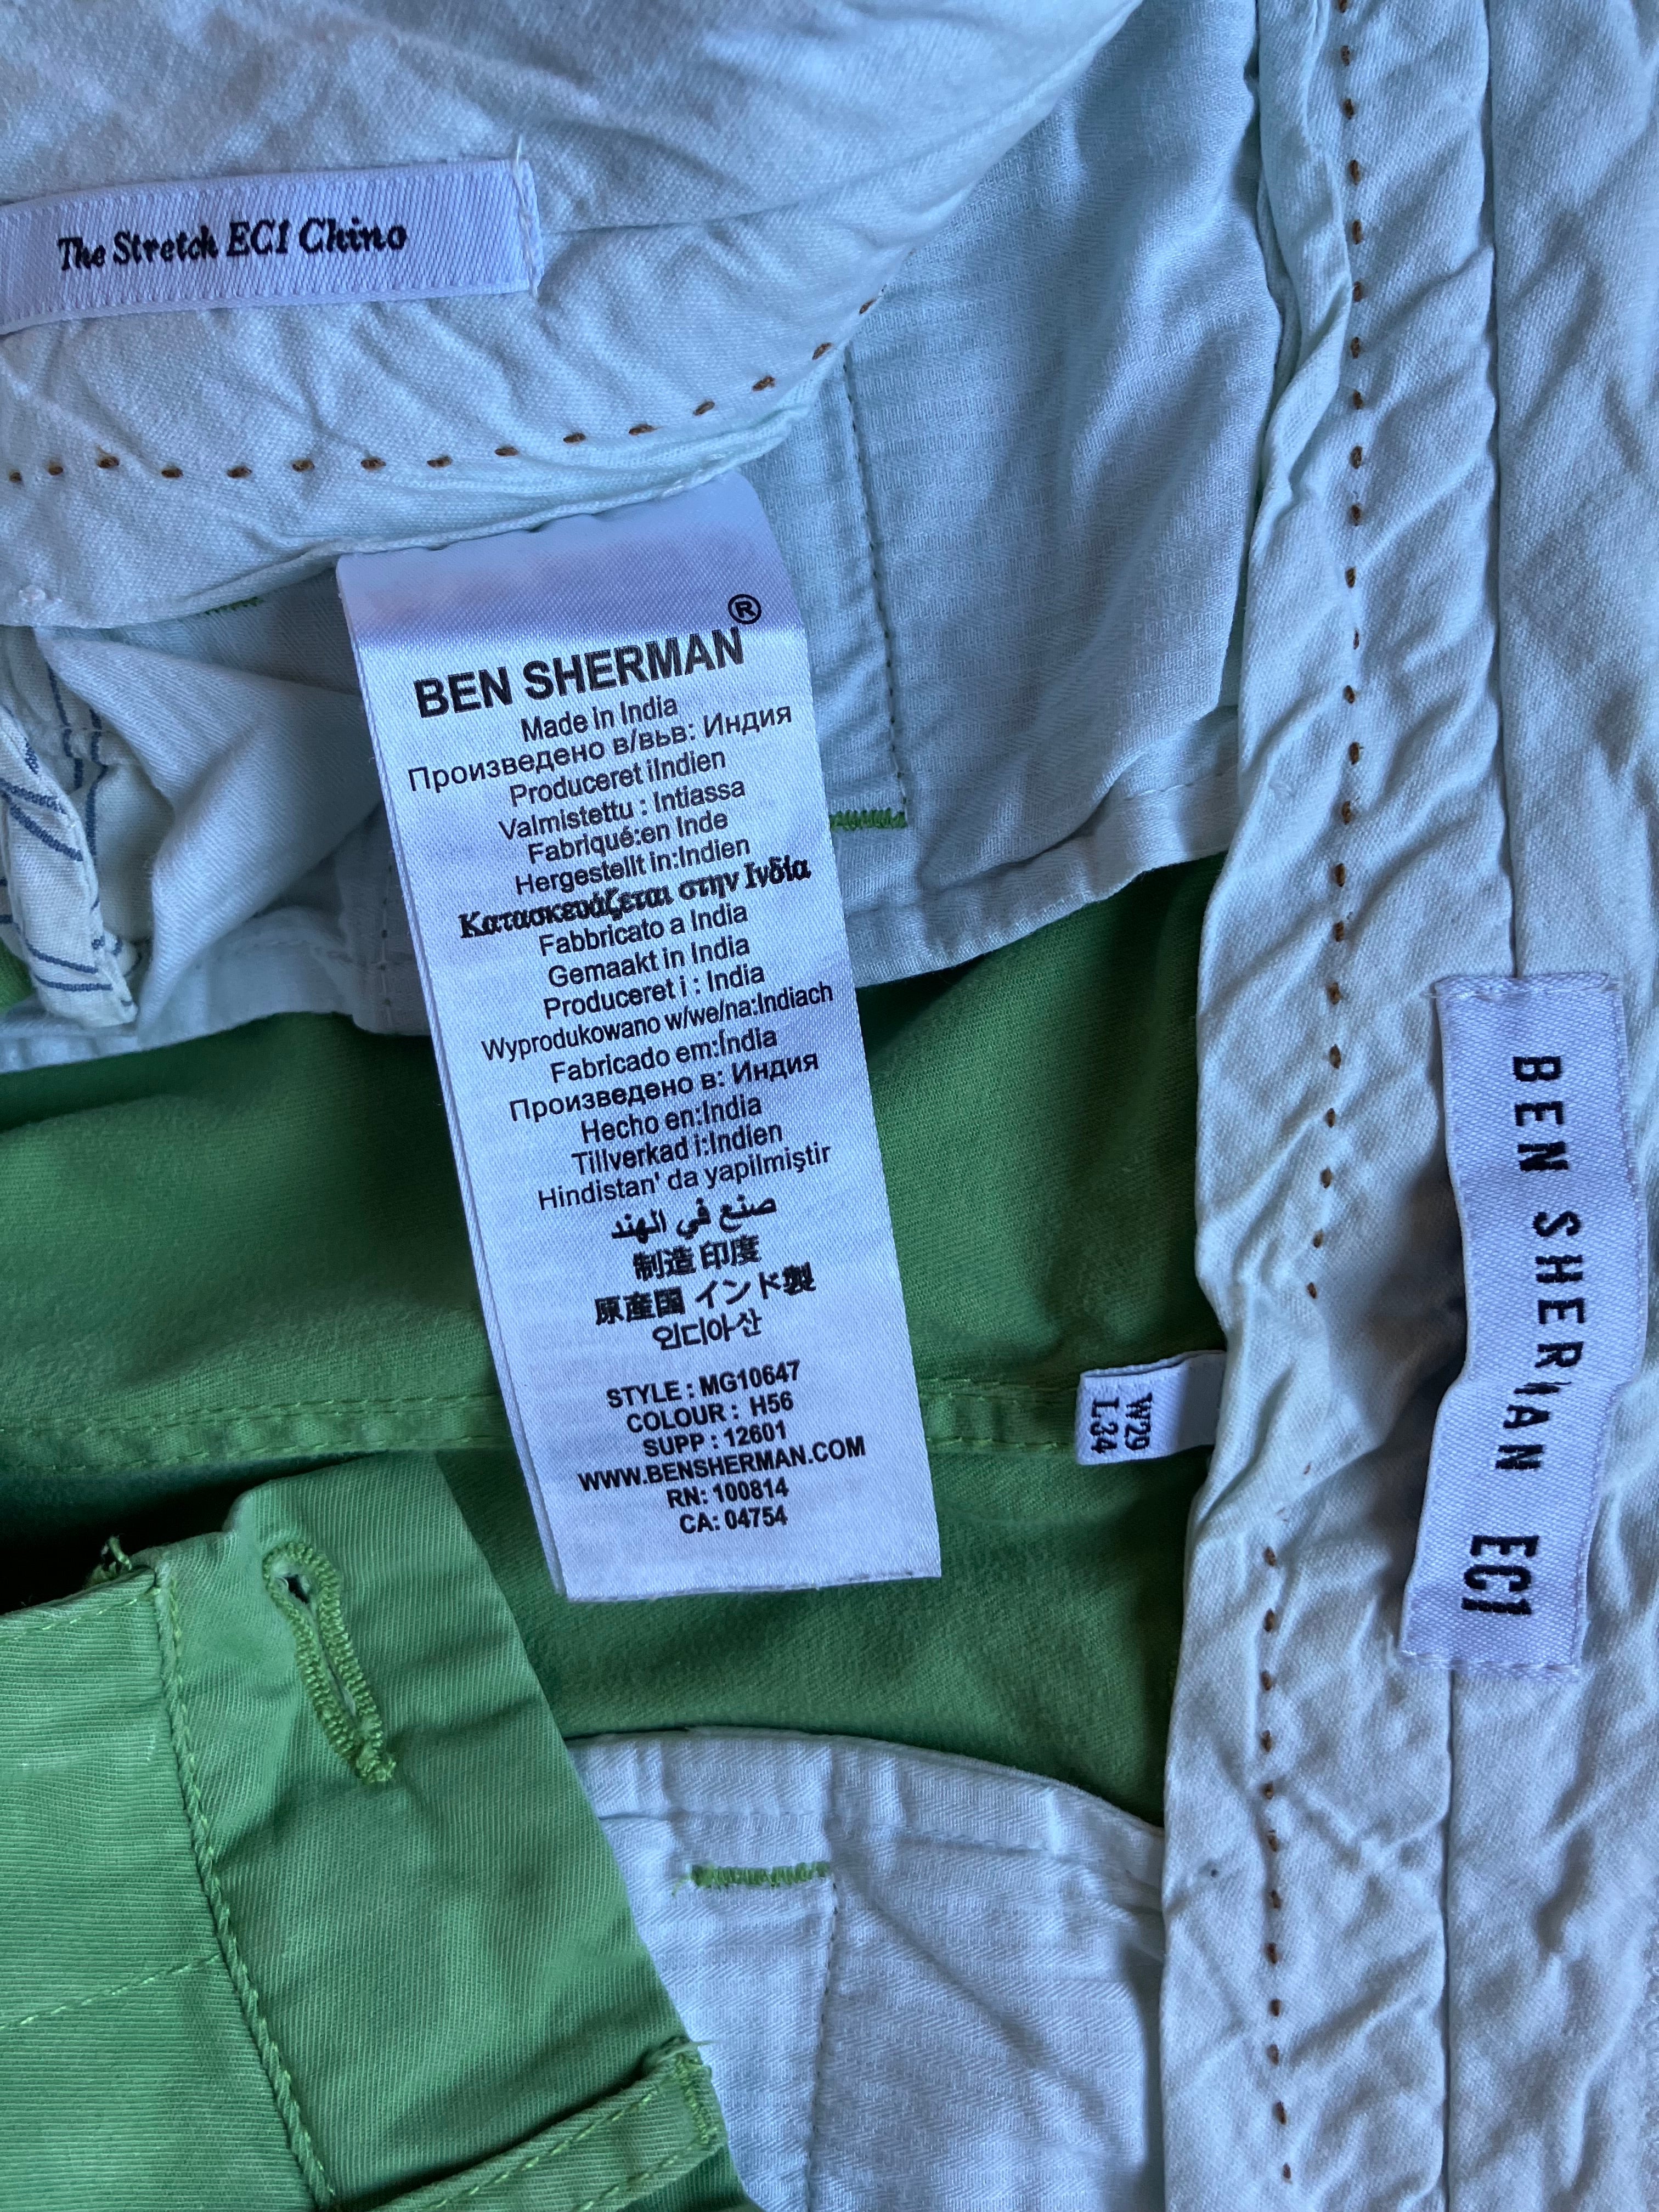 The Stretch EC1 Chino
BEN SHERMAN®
Made in India
Произведено в/вьв: Индия
Produceret iIndien
Valmistettu : Intiassa
Fabriqué:en Inde
Hergestellt in:Indien
Κατασκευάζεται στην Ινδία
Fabbricato a India
Gemaakt in India
Produceret i : India
Wyprodukowano w/we/na:Indiach
Fabricado em:Índia
Произведено в: Индия
Hecho en:India
Tillverkad i:Indien
Hindistan' da yapilmiştir
صنع في الهند
制造 印度
原産国 インド製
인디아산
STYLE : MG10647
COLOUR : H56
SUPP : 12601
WWW.BENSHERMAN.COM
RN: 100814
CA: 04754
W29
L34
BEN SHERMAN EC1